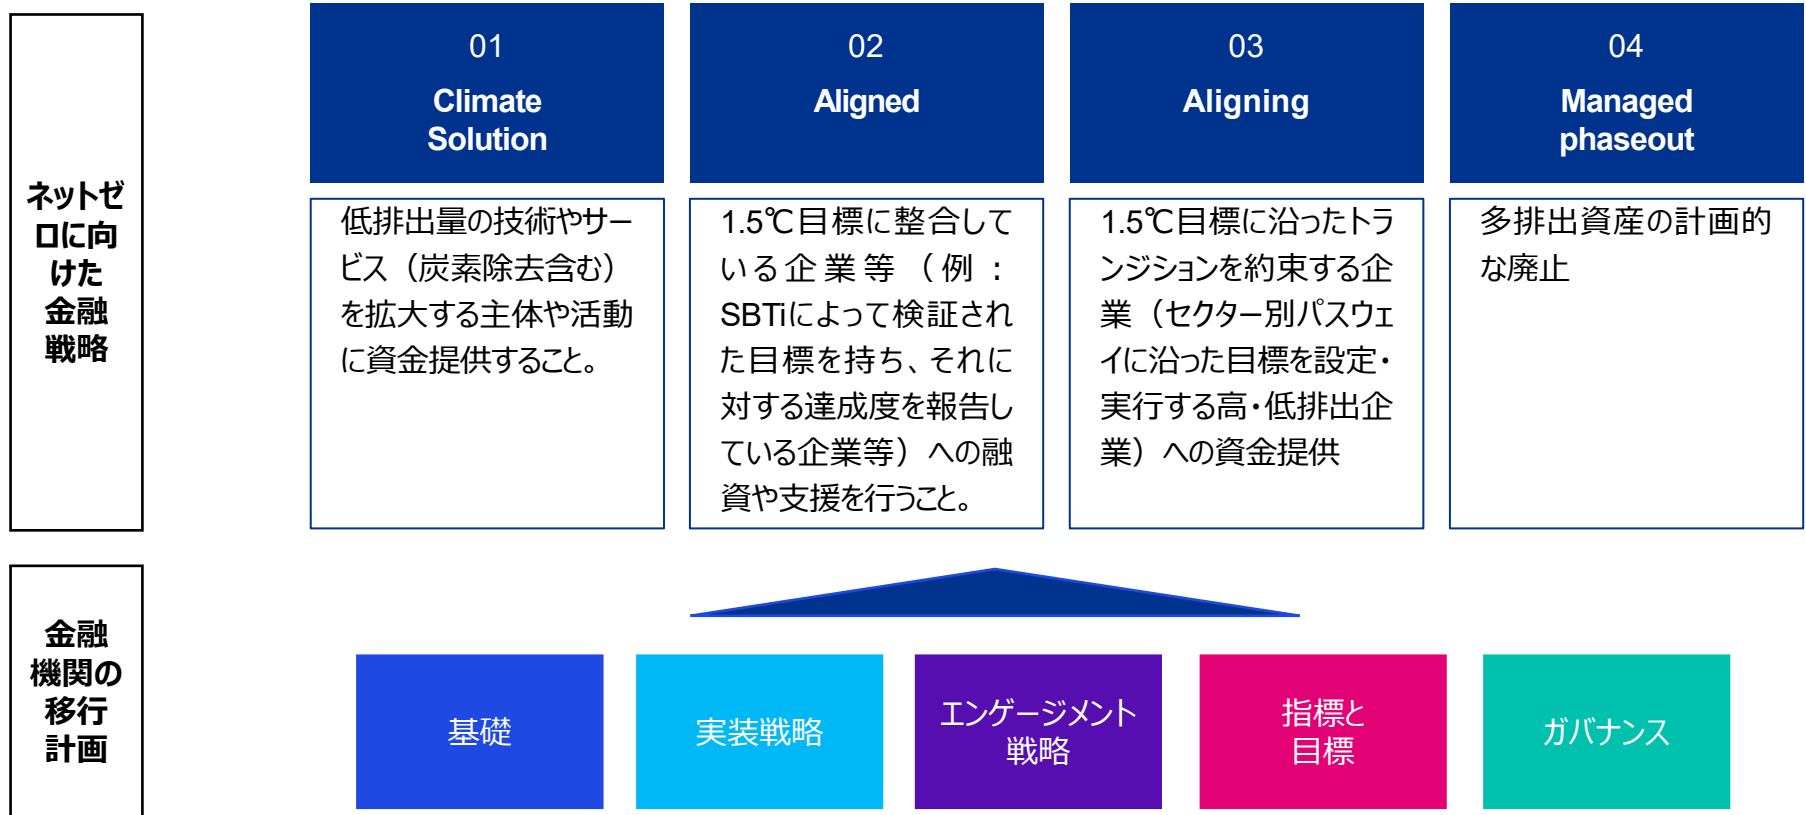 ネットゼ
ロに向
けた
金融
戦略
01
Climate
Solution
低排出量の技術やサー
ビス（炭素除去含む）
を拡大する主体や活動
に資金提供すること。
02
Aligned
1.5℃目標に整合して
いる企業等（例：
SBTiによって検証され
た目標を持ち、それに
対する達成度を報告し
ている企業等）への融
資や支援を行うこと。
03
Aligning
1.5℃目標に沿ったトラ
ンジションを約束する企
業（セクター別パスウェ
イに沿った目標を設定・
実行する高・低排出企
業）への資金提供
04
Managed
phaseout
多排出資産の計画的
な廃止
金融
機関の
移行
計画
基礎
実装戦略
エンゲージメント
戦略
指標と
目標
ガバナンス